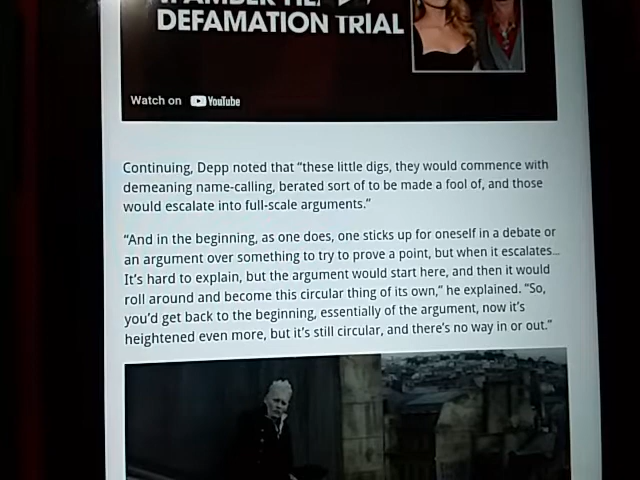 DEFAMATION TRIAL
Watch on YouTube
Continuing, Depp noted that “these little digs, they would commence with
demeaning name-calling, berated sort of to be made a fool of, and those
would escalate into full-scale arguments.”
“And in the beginning, as one does, one sticks up for oneself in a debate or
an argument over something to try to prove a point, but when it escalates…
It’s hard to explain, but the argument would start here, and then it would
roll around and become this circular thing of its own,” he explained. “So,
you’d get back to the beginning, essentially of the argument, now it’s
heightened even more, but it’s still circular, and there’s no way in or out.”